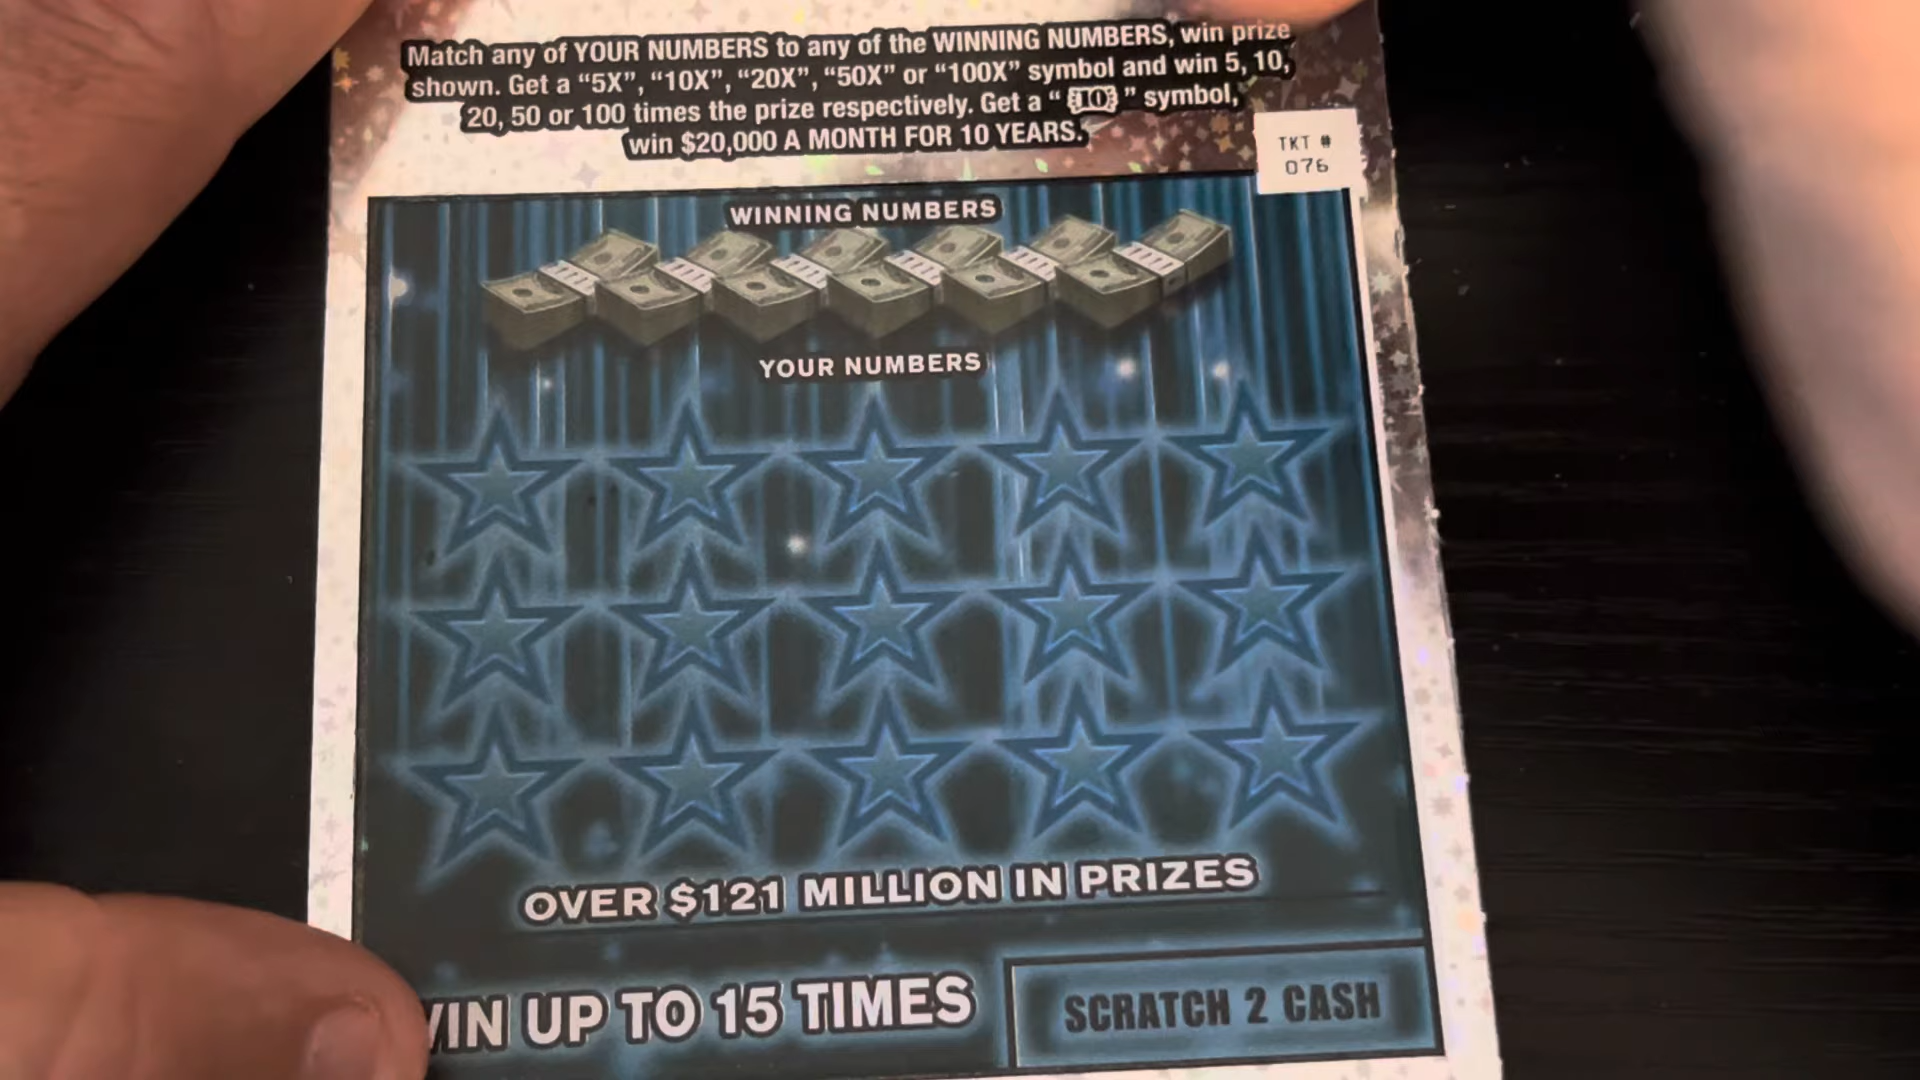 Match any of YOUR NUMBERS to any of the WINNING NUMBERS, win prize
shown. Get a “5X”, “10X”, “20X”, “50X” or “100X” symbol and win 5, 10,
20, 50 or 100 times the prize respectively. Get a “ 10 ” symbol,
win $20,000 A MONTH FOR 10 YEARS.
TKT #
076
WINNING NUMBERS
YOUR NUMBERS
OVER $121 MILLION IN PRIZES
WIN UP TO 15 TIMES
SCRATCH 2 CASH